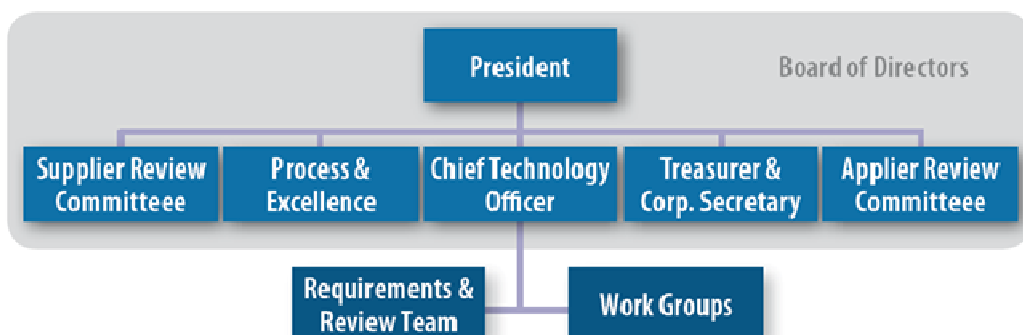 President
Board of Directors
Supplier Review
Committeee
Process &
Excellence
Chief Technology
Officer
Treasurer &
Corp. Secretary
Applier Review
Committeee
Requirements &
Review Team
Work Groups